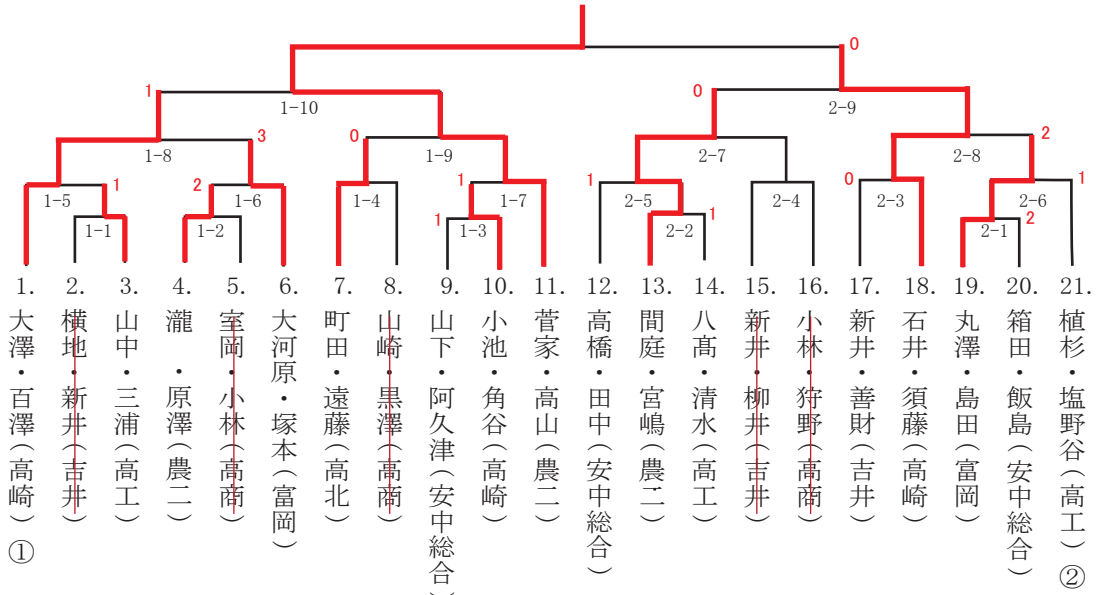 0
1
1-10
0
2-9
1-8
3
0
1-9
2-7
2-8
2
1-5
1
2
1-6
1-4
1
1-7
1
2-5
2-4
0
2-3
2-6
1
1-1
1-2
1
1-3
2-2
1
2-1
2
1. 大澤・百澤(高崎) ①
2. 横地・新井(吉井)
3. 山中・三浦(高工)
4. 瀧 ・原澤(農二)
5. 室岡・小林(高商)
6. 大河原・塚本(富岡)
7. 町田・遠藤(高北)
8. 山崎・黒澤(高商)
9. 山下・阿久津(安中総合)
10. 小池・角谷(高崎)
11. 菅家・高山(農二)
12. 高橋・田中(安中総合)
13. 間庭・宮嶋(農二)
14. 八髙・清水(高工)
15. 新井・柳井(吉井)
16. 小林・狩野(高商)
17. 新井・善財(吉井)
18. 石井・須藤(高崎)
19. 丸澤・島田(富岡)
20. 箱田・飯島(安中総合)
21. 植杉・塩野谷(高工) ②